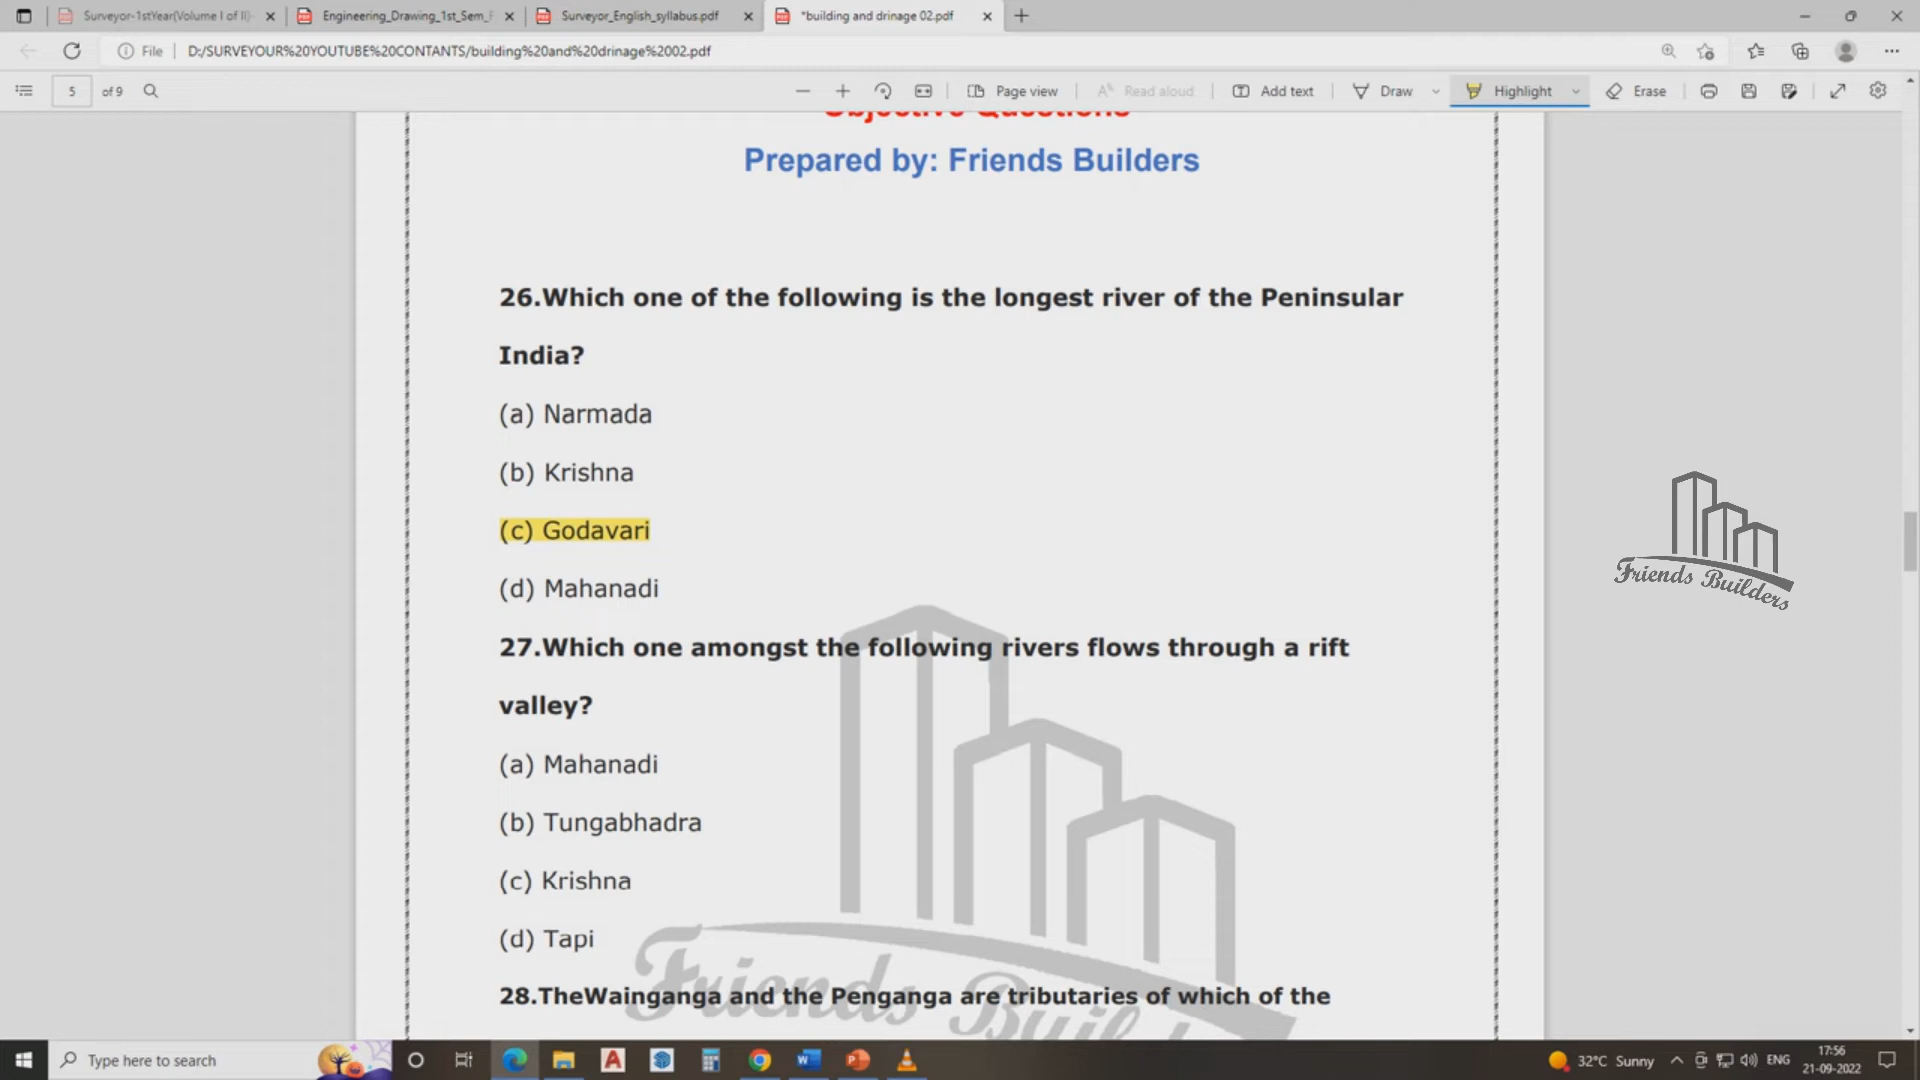 Surveyor-1stYear(Volume I of II)-
Engineering_Drawing_1st_Sem_F
Surveyor_English_syllabus.pdf
*building and drinage 02.pdf
File
D:/SURVEYOUR%20YOUTUBE%20CONTANTS/building%20and%20drinage%2002.pdf
5 of 9
Page view
Read aloud
Add text
Draw
Highlight
Erase
Objective Questions
Prepared by: Friends Builders
26.Which one of the following is the longest river of the Peninsular
India?
(a) Narmada
(b) Krishna
(c) Godavari
(d) Mahanadi
Friends Builders
27.Which one amongst the following rivers flows through a rift
valley?
(a) Mahanadi
(b) Tungabhadra
(c) Krishna
(d) Tapi
28.TheWainganga and the Penganga are tributaries of which of the
Friends Build
Type here to search
32°C Sunny
ENG
17:56
21-09-2022